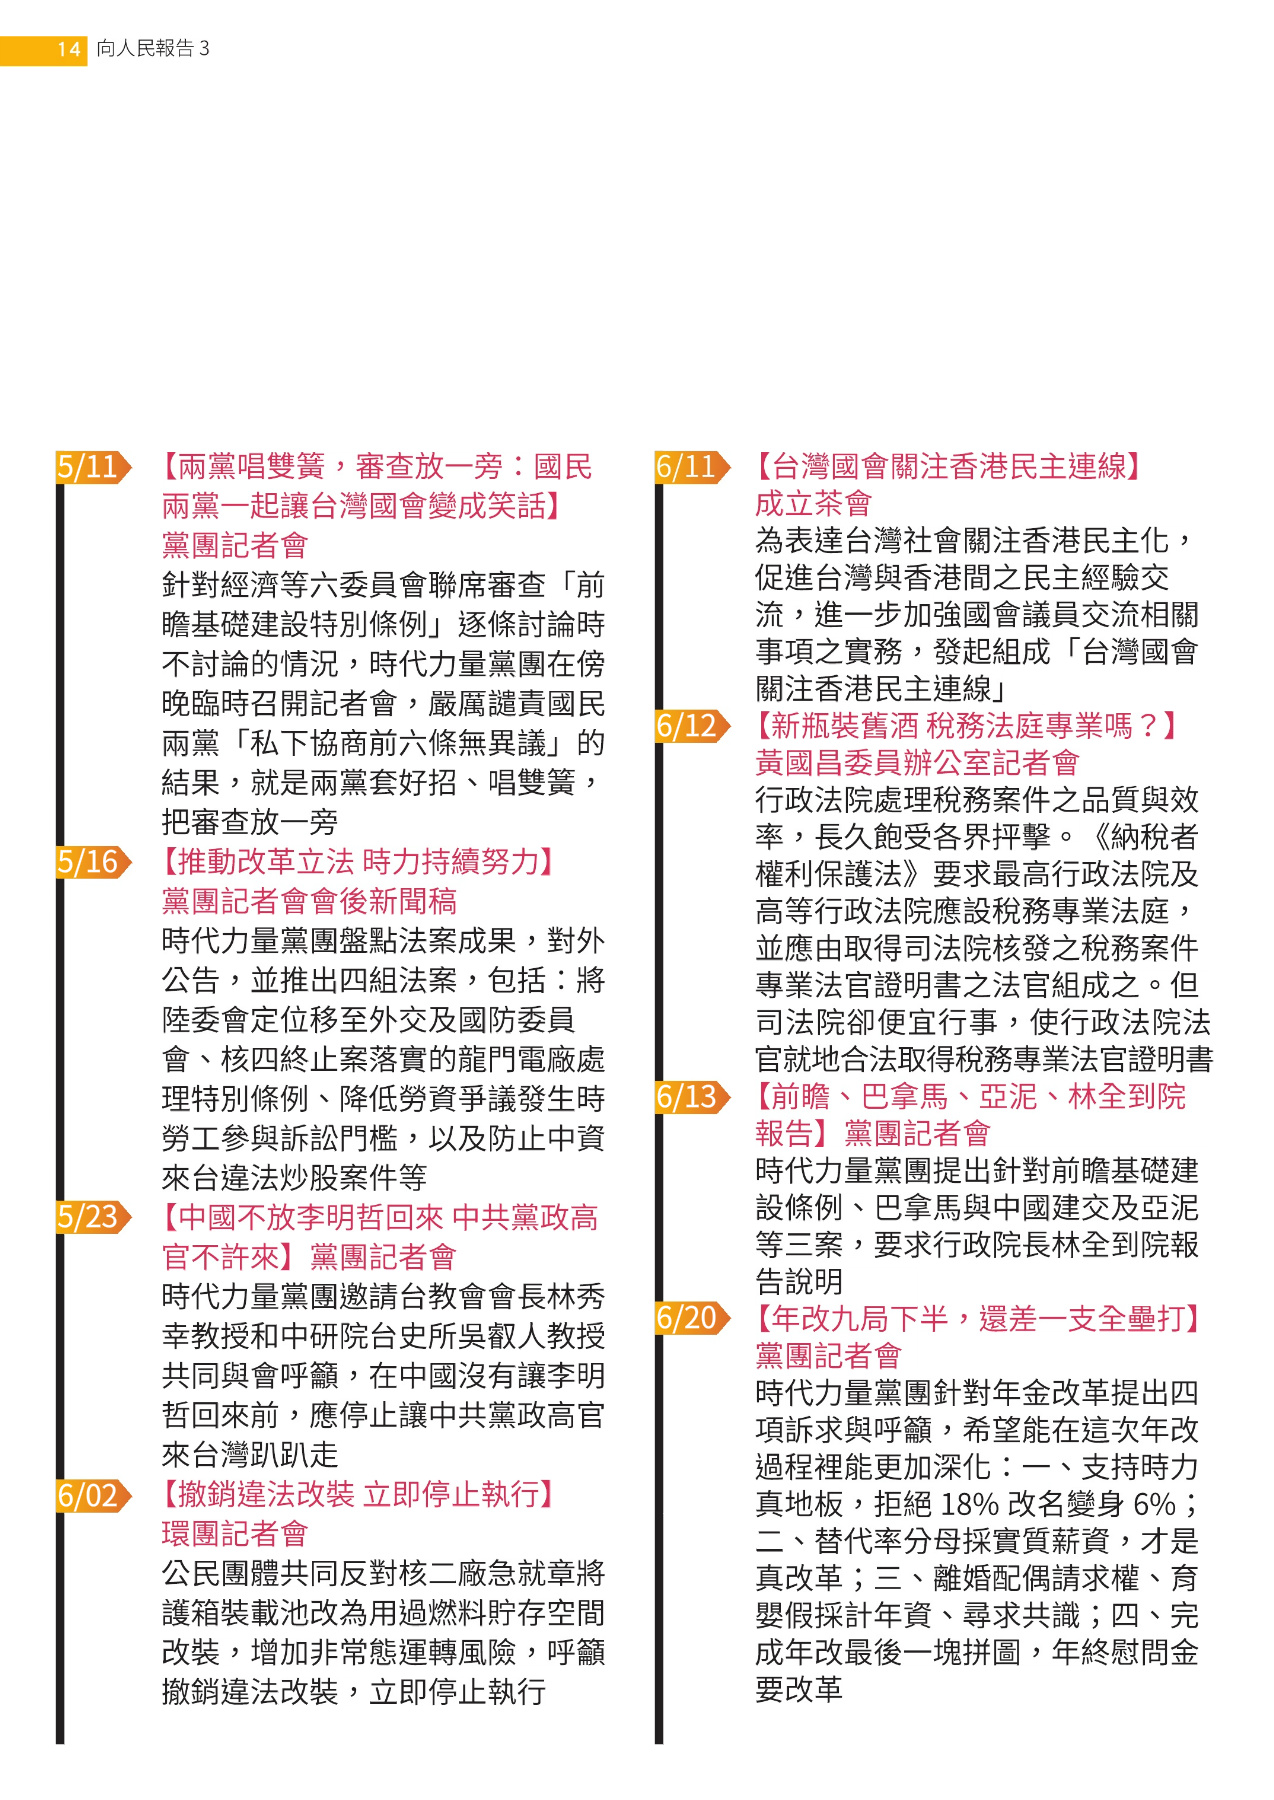 14 向人民報告 3
5/11
【兩黨唱雙簧，審查放一旁：國民
兩黨一起讓台灣國會變成笑話】
黨團記者會
針對經濟等六委員會聯席審查「前
瞻基礎建設特別條例」逐條討論時
不討論的情況，時代力量黨團在傍
晚臨時召開記者會，嚴厲譴責國民
兩黨「私下協商前六條無異議」的
結果，就是兩黨套好招、唱雙簧，
把審查放一旁
5/16
【推動改革立法 時力持續努力】
黨團記者會會後新聞稿
時代力量黨團盤點法案成果，對外
公告，並推出四組法案，包括：將
陸委會定位移至外交及國防委員
會、核四終止案落實的龍門電廠處
理特別條例、降低勞資爭議發生時
勞工參與訴訟門檻，以及防止中資
來台違法炒股案件等
5/23
【中國不放李明哲回來 中共黨政高
官不許來】黨團記者會
時代力量黨團邀請台教會會長林秀
幸教授和中研院台史所吳叡人教授
共同與會呼籲，在中國沒有讓李明
哲回來前，應停止讓中共黨政高官
來台灣趴趴走
6/02
【撤銷違法改裝 立即停止執行】
環團記者會
公民團體共同反對核二廠急就章將
護箱裝載池改為用過燃料貯存空間
改裝，增加非常態運轉風險，呼籲
撤銷違法改裝，立即停止執行
6/11
【台灣國會關注香港民主連線】
成立茶會
為表達台灣社會關注香港民主化，
促進台灣與香港間之民主經驗交
流，進一步加強國會議員交流相關
事項之實務，發起組成「台灣國會
關注香港民主連線」
6/12
【新瓶裝舊酒 稅務法庭專業嗎？】
黃國昌委員辦公室記者會
行政法院處理稅務案件之品質與效
率，長久飽受各界抨擊。《納稅者
權利保護法》要求最高行政法院及
高等行政法院應設稅務專業法庭，
並應由取得司法院核發之稅務案件
專業法官證明書之法官組成之。但
司法院卻便宜行事，使行政法院法
官就地合法取得稅務專業法官證明書
6/13
【前瞻、巴拿馬、亞泥、林全到院
報告】黨團記者會
時代力量黨團提出針對前瞻基礎建
設條例、巴拿馬與中國建交及亞泥
等三案，要求行政院長林全到院報
告說明
6/20
【年改九局下半，還差一支全壘打】
黨團記者會
時代力量黨團針對年金改革提出四
項訴求與呼籲，希望能在這次年改
過程裡能更加深化：一、支持時力
真地板，拒絕 18% 改名變身 6%；
二、替代率分母採實質薪資，才是
真改革；三、離婚配偶請求權、育
嬰假採計年資、尋求共識；四、完
成年改最後一塊拼圖，年終慰問金
要改革